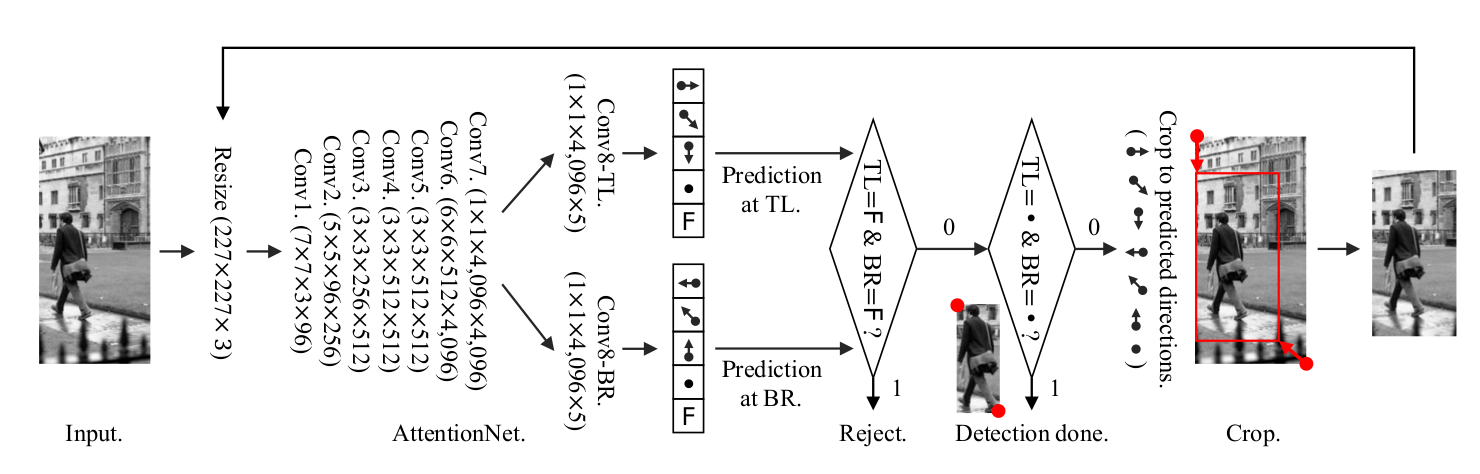 Resize (227×227×3)
Conv1. (7×7×3×96)
Conv2. (5×5×96×256)
Conv3. (3×3×256×512)
Conv4. (3×3×512×512)
Conv5. (3×3×512×512)
Conv6. (6×6×512×4,096)
Conv7. (1×1×4,096×4,096)
Conv8-TL.
(1×1×4,096×5)
F
Prediction
at TL.
Conv8-BR.
(1×1×4,096×5)
F
Prediction
at BR.
TL=F & BR=F?
0
1
TL=• & BR=•?
0
1
Crop to predicted directions.
( • )
Input.
AttentionNet.
Reject.
Detection done.
Crop.